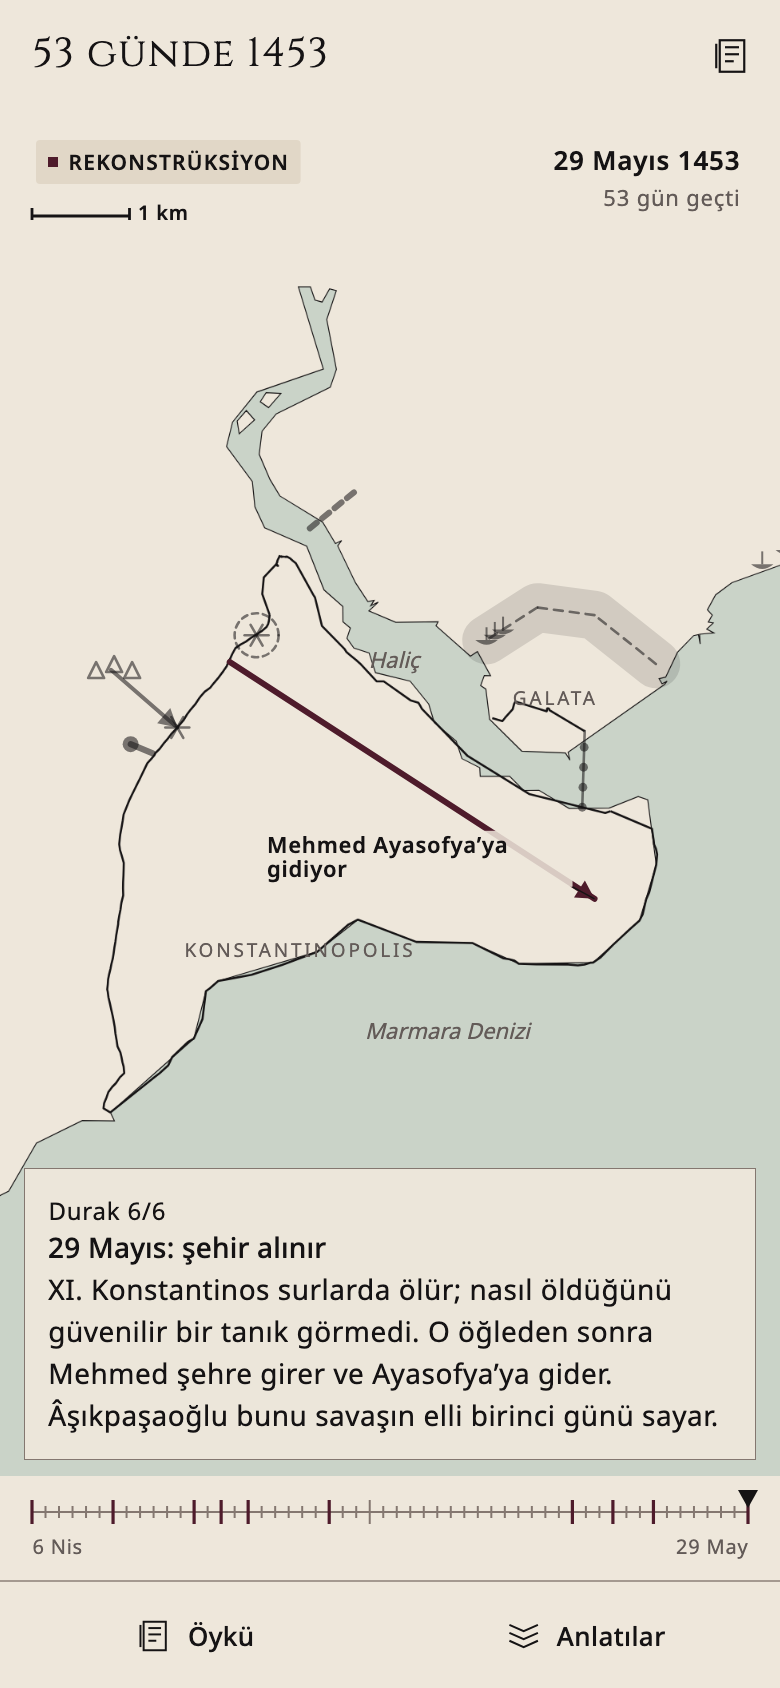 53 GÜNDE 1453
REKONSTRÜKSİYON
29 Mayıs 1453
53 gün geçti
1 km
Haliç
GALATA
Mehmed Ayasofya’ya
gidiyor
KONSTANTINOPOLIS
Marmara Denizi
Durak 6/6
29 Mayıs: şehir alınır
XI. Konstantinos surlarda ölür; nasıl öldüğünü
güvenilir bir tanık görmedi. O öğleden sonra
Mehmed şehre girer ve Ayasofya’ya gider.
Âşıkpaşaoğlu bunu savaşın elli birinci günü sayar.
6 Nis
29 May
Öykü
Anlatılar